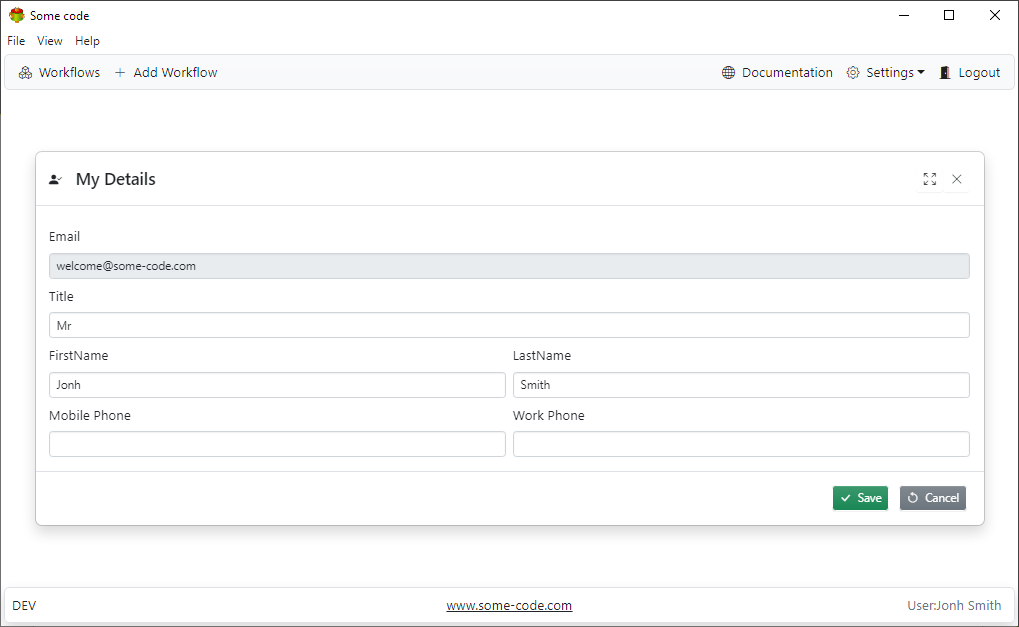 Some code
File View Help
Workflows Add Workflow Documentation Settings Logout
My Details
Email
welcome@some-code.com
Title
Mr
FirstName LastName
Jonh Smith
Mobile Phone Work Phone
Save Cancel
DEV www.some-code.com User:Jonh Smith